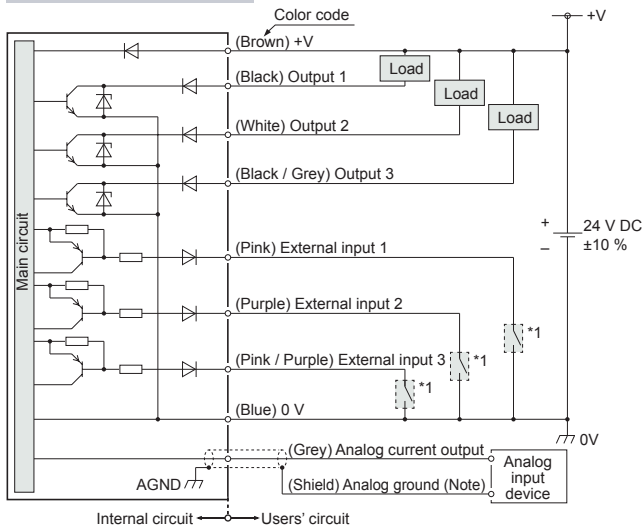 Color code
+V
(Brown) +V
Load
(Black) Output 1
Load
(White) Output 2
Load
(Black / Grey) Output 3
Main circuit
+
24 V DC
–
±10 %
(Pink) External input 1
(Purple) External input 2
*1
(Pink / Purple) External input 3
*1
*1
(Blue) 0 V
0V
(Grey) Analog current output
Analog
input
device
AGND
(Shield) Analog ground (Note)
Internal circuit
Users' circuit